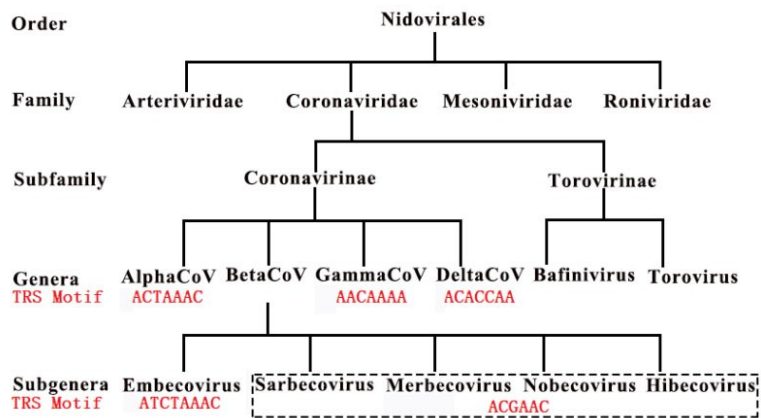 Order Nidovirales
Family Arteriviridae Coronaviridae Mesoniviridae Roniviridae
Subfamily Coronavirinae Torovirinae
Genera AlphaCoV BetaCoV GammaCoV DeltaCoV Bafinivirus Torovirus
TRS Motif ACTAAAC AACAAAA ACACCAA
Subgenera Embecovirus Sarbecovirus Merbecovirus Nobecovirus Hibecovirus
TRS Motif ATCTAAAC ACGAAC